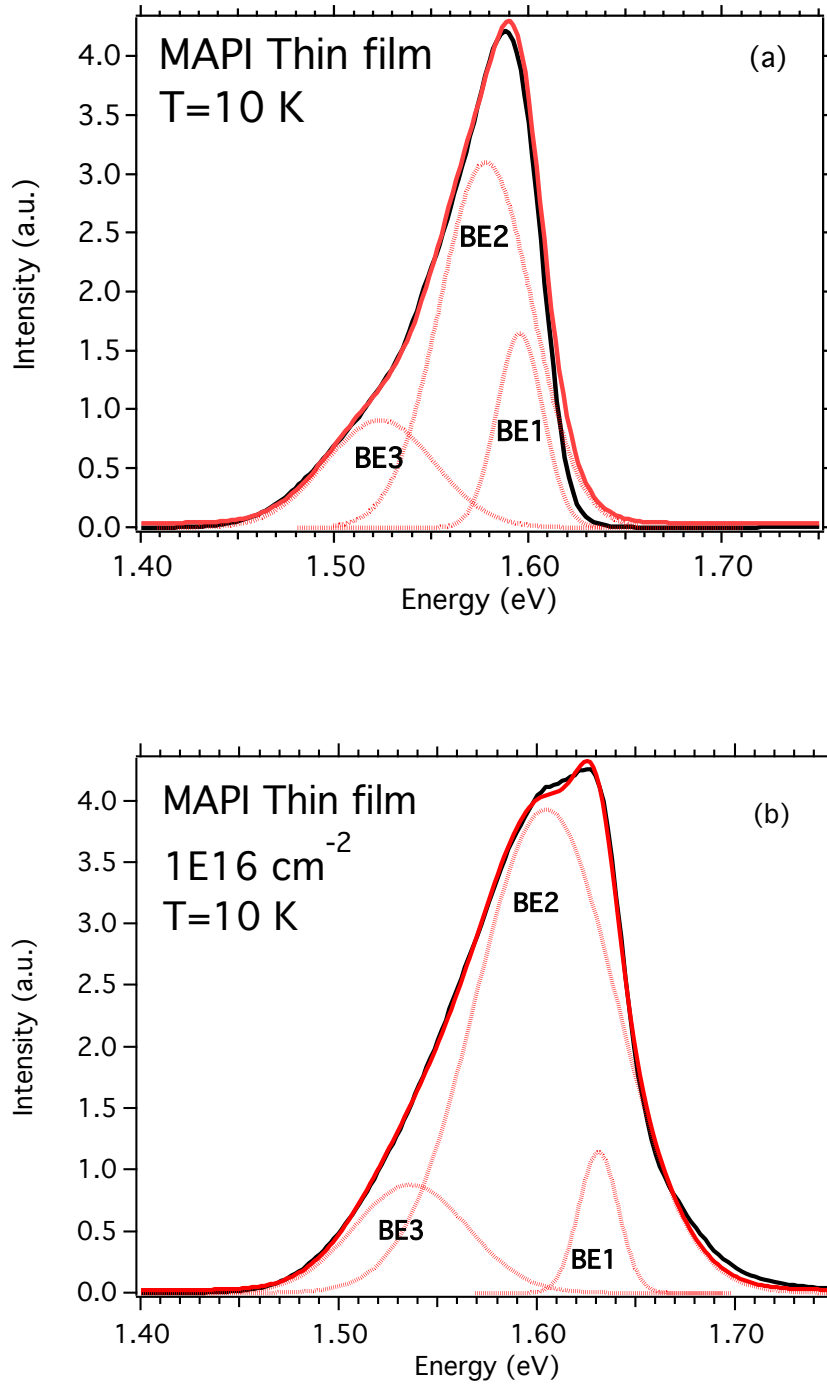 MAPI Thin film
(a)
T=10 K
4.0
3.5
3.0
2.5
2.0
1.5
1.0
0.5
0.0
Intensity (a.u.)
BE2
BE1
BE3
1.40 1.50 1.60 1.70
Energy (eV)
MAPI Thin film
(b)
1E16 cm⁻²
T=10 K
4.0
3.5
3.0
2.5
2.0
1.5
1.0
0.5
0.0
Intensity (a.u.)
BE2
BE3
BE1
1.40 1.50 1.60 1.70
Energy (eV)